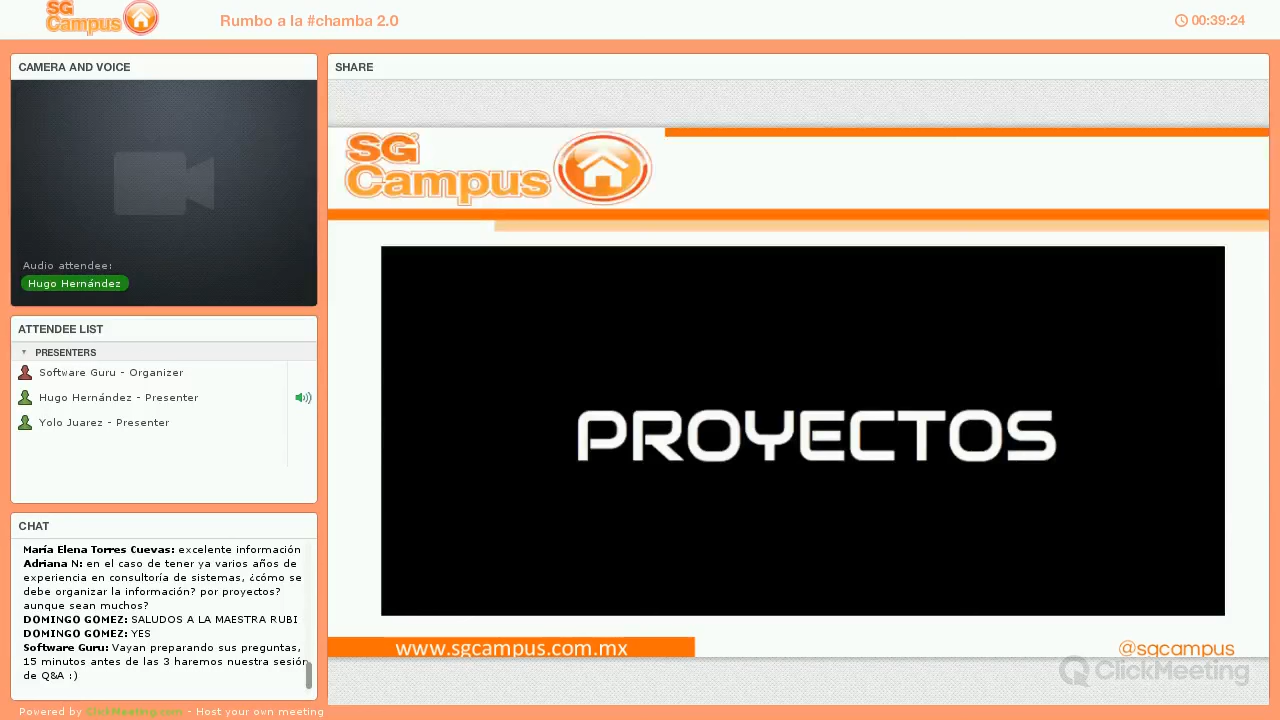 SG Campus
Rumbo a la #chamba 2.0
00:39:24
CAMERA AND VOICE
Audio attendee:
Hugo Hernández
ATTENDEE LIST
PRESENTERS
Software Guru - Organizer
Hugo Hernández - Presenter
Yolo Juarez - Presenter
CHAT
María Elena Torres Cuevas: excelente información
Adriana N: en el caso de tener ya varios años de
experiencia en consultoría de sistemas, ¿cómo se
debe organizar la información? por proyectos?
aunque sean muchos?
DOMINGO GOMEZ: SALUDOS A LA MAESTRA RUBI
DOMINGO GOMEZ: YES
Software Guru: Vayan preparando sus preguntas,
15 minutos antes de las 3 haremos nuestra sesión
de Q&A :)
Powered by ClickMeeting.com - Host your own meeting
SHARE
SG
Campus
PROYECTOS
www.sgcampus.com.mx
@sgcampus
ClickMeeting